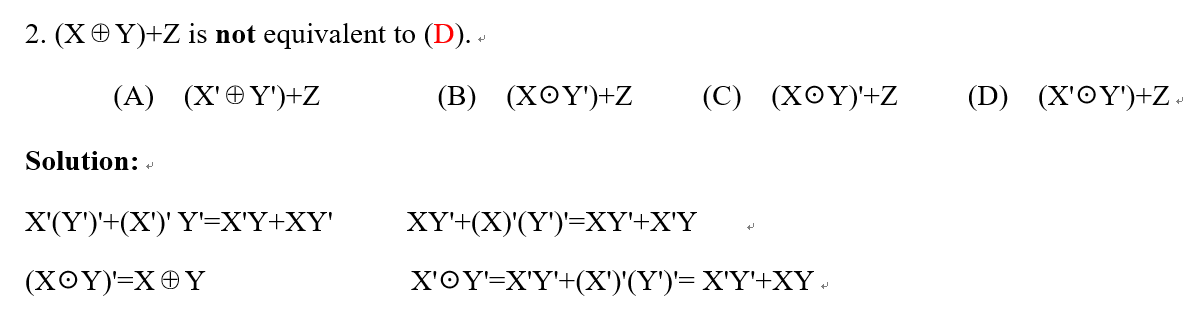 2. (X⊕Y)+Z is not equivalent to (D). ↵
(A) (X'⊕Y')+Z (B) (X⊙Y')+Z (C) (X⊙Y)'+Z (D) (X'⊙Y')+Z ↵
Solution: ↵
X'(Y')'+(X')' Y'=X'Y+XY' XY'+(X)'(Y')'=XY'+X'Y ↵
(X⊙Y)'=X⊕Y X'⊙Y'=X'Y'+(X')'(Y')'= X'Y'+XY ↵